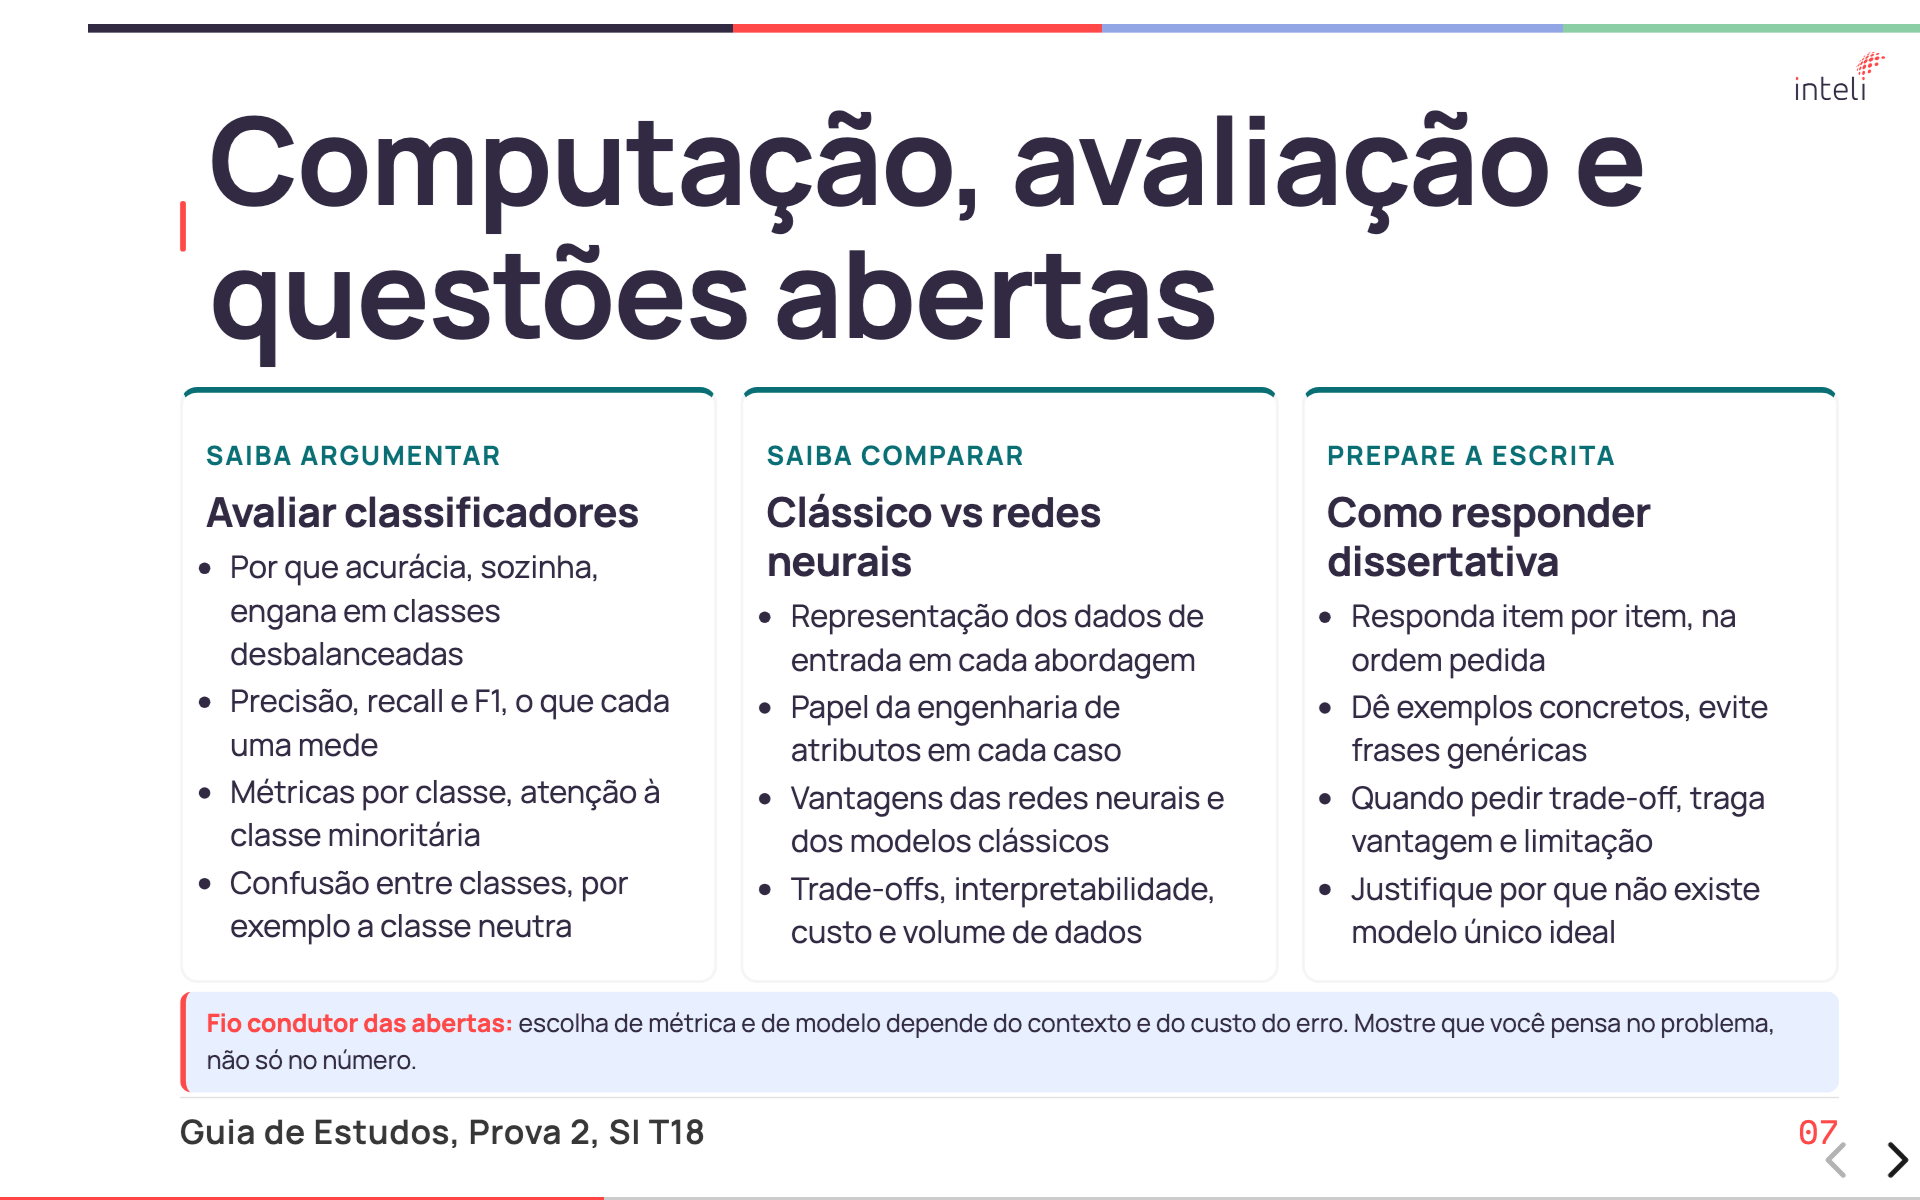 inteli
Computação, avaliação e
questões abertas
SAIBA ARGUMENTAR
Avaliar classificadores
• Por que acurácia, sozinha,
engana em classes
desbalanceadas
• Precisão, recall e F1, o que cada
uma mede
• Métricas por classe, atenção à
classe minoritária
• Confusão entre classes, por
exemplo a classe neutra
SAIBA COMPARAR
Clássico vs redes
neurais
• Representação dos dados de
entrada em cada abordagem
• Papel da engenharia de
atributos em cada caso
• Vantagens das redes neurais e
dos modelos clássicos
• Trade-offs, interpretabilidade,
custo e volume de dados
PREPARE A ESCRITA
Como responder
dissertativa
• Responda item por item, na
ordem pedida
• Dê exemplos concretos, evite
frases genéricas
• Quando pedir trade-off, traga
vantagem e limitação
• Justifique por que não existe
modelo único ideal
Fio condutor das abertas: escolha de métrica e de modelo depende do contexto e do custo do erro. Mostre que você pensa no problema,
não só no número.
Guia de Estudos, Prova 2, SI T18
07